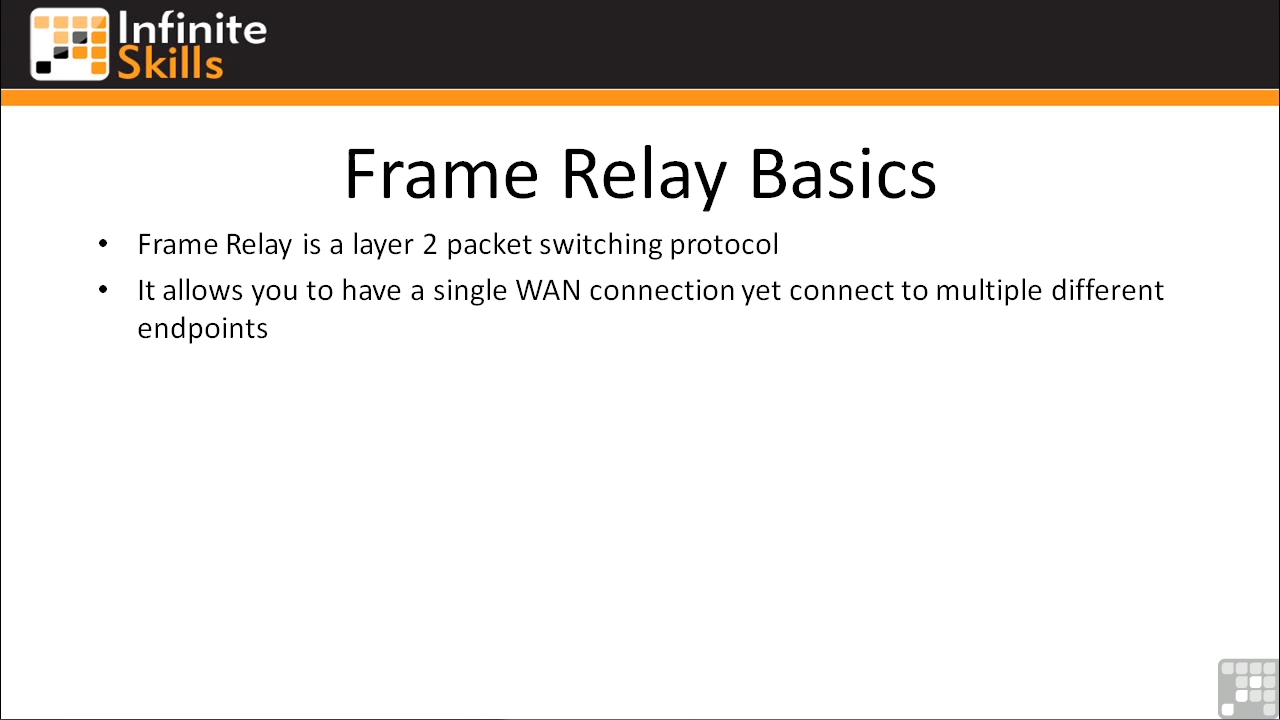 Infinite
Skills
Frame Relay Basics
• Frame Relay is a layer 2 packet switching protocol
• It allows you to have a single WAN connection yet connect to multiple different
endpoints